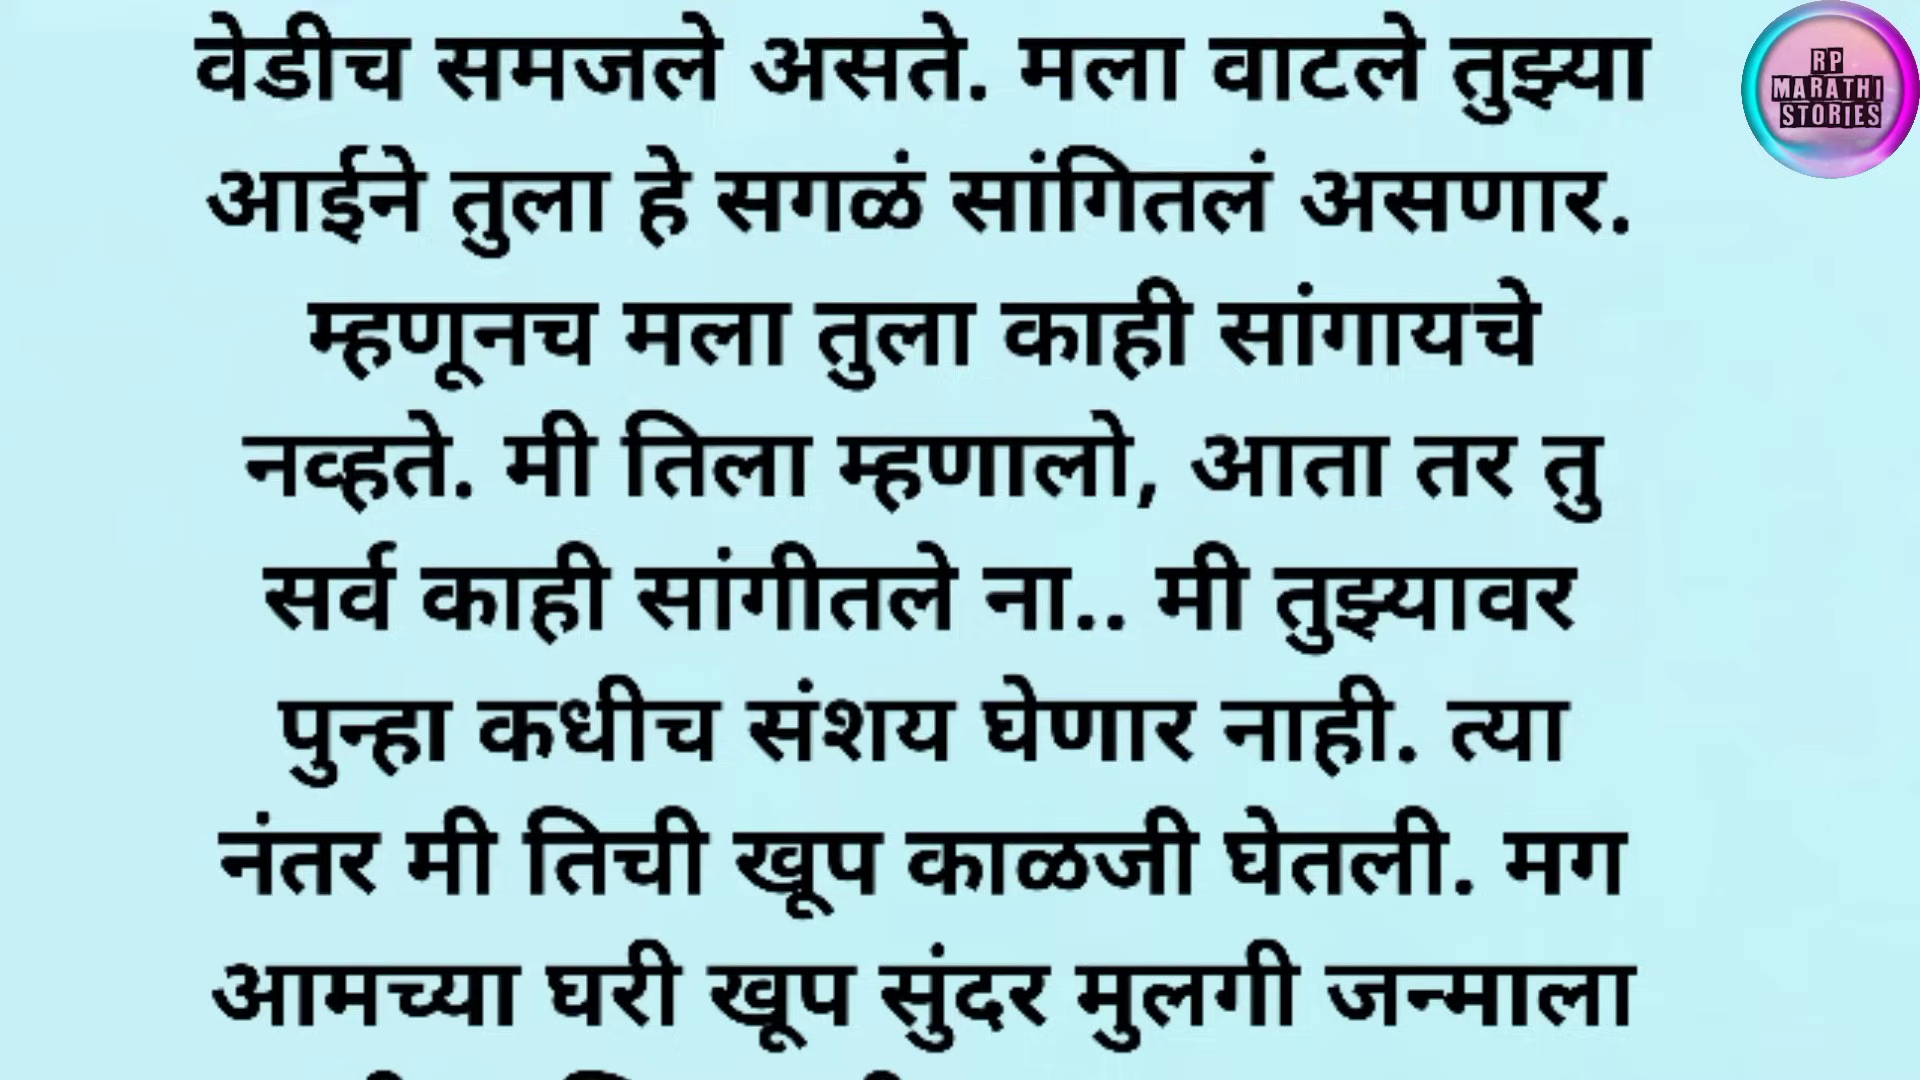 वेडीच समजले असते. मला वाटले तुझ्या
आईने तुला हे सगळं सांगितलं असणार.
म्हणूनच मला तुला काही सांगायचे
नव्हते. मी तिला म्हणालो, आता तर तु
सर्व काही सांगीतले ना.. मी तुझ्यावर
पुन्हा कधीच संशय घेणार नाही. त्या
नंतर मी तिची खूप काळजी घेतली. मग
आमच्या घरी खूप सुंदर मुलगी जन्माला
RP
MARATHI
STORIES